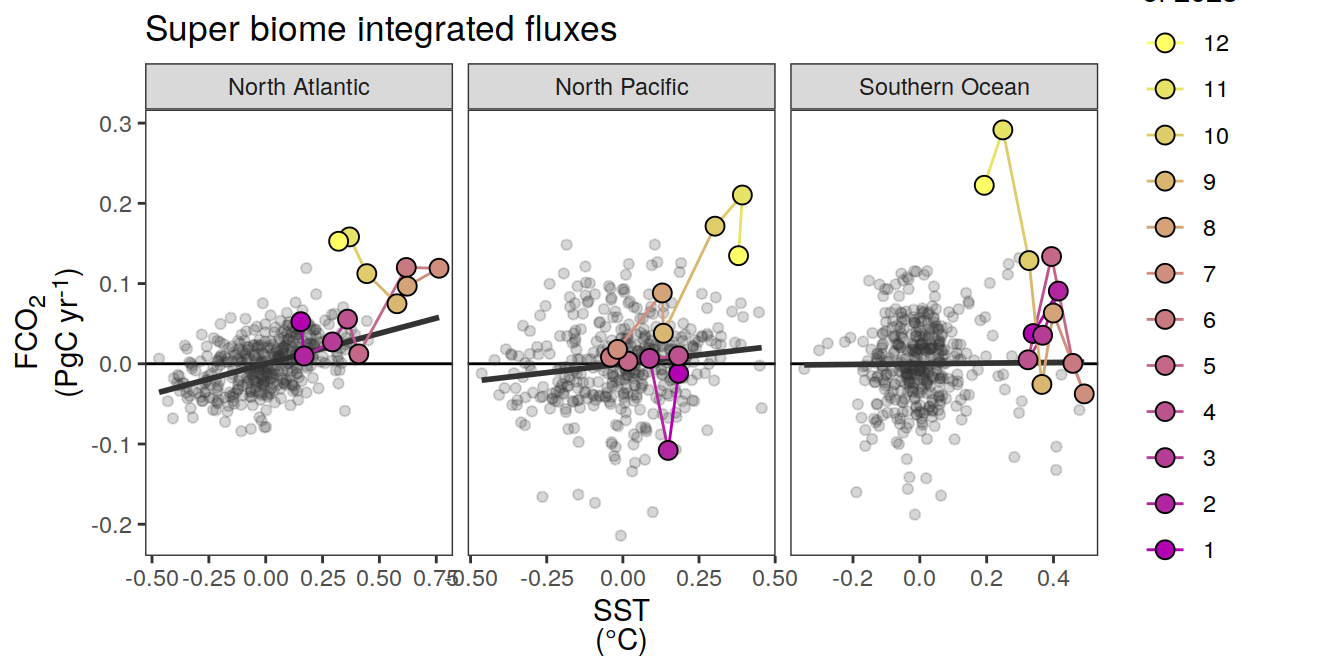 Super biome integrated fluxes
North Atlantic
North Pacific
Southern Ocean
0.3
0.2
0.1
0.0
-0.1
-0.2
FCO₂
(PgC yr⁻¹)
-0.50 -0.25 0.00 0.25 0.50 0.75
-0.50 -0.25 0.00 0.25 0.50
-0.2 0.0 0.2 0.4
SST
(°C)
12
11
10
9
8
7
6
5
4
3
2
1